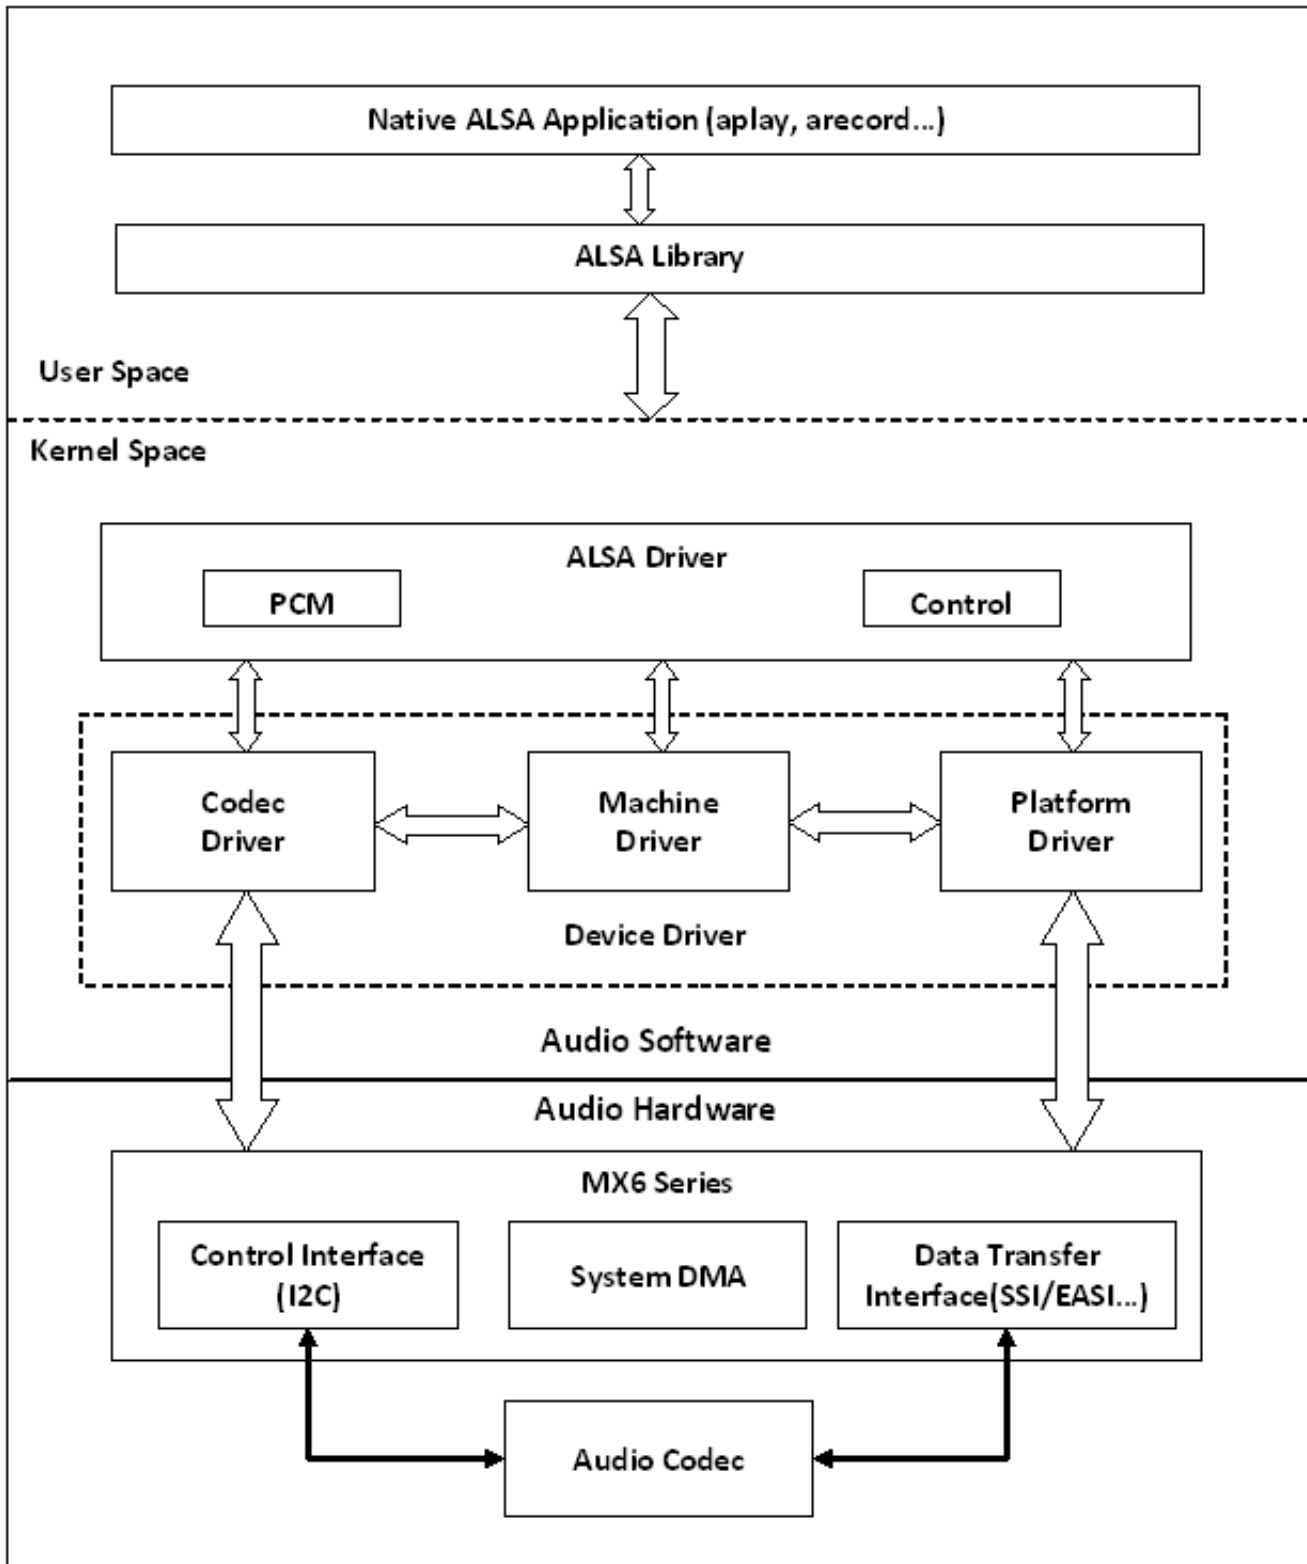 Native ALSA Application (aplay, arecord...)
ALSA Library
User Space
Kernel Space
ALSA Driver
PCM
Control
Codec
Driver
Machine
Driver
Platform
Driver
Device Driver
Audio Software
Audio Hardware
MX6 Series
Control Interface
(I2C)
System DMA
Data Transfer
Interface(SSI/EASI...)
Audio Codec